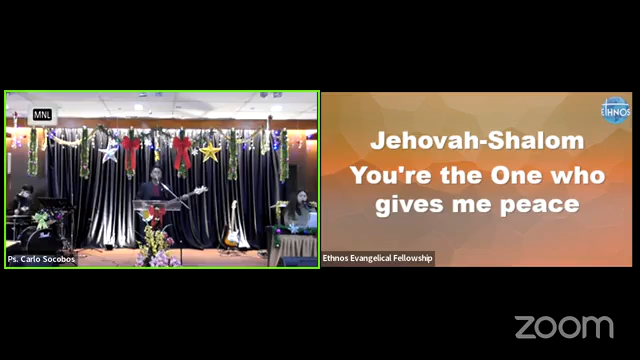 MNL
ETHNOS
Jehovah-Shalom
You're the One who
gives me peace
Ps. Carlo Socobos
Ethnos Evangelical Fellowship
zoom